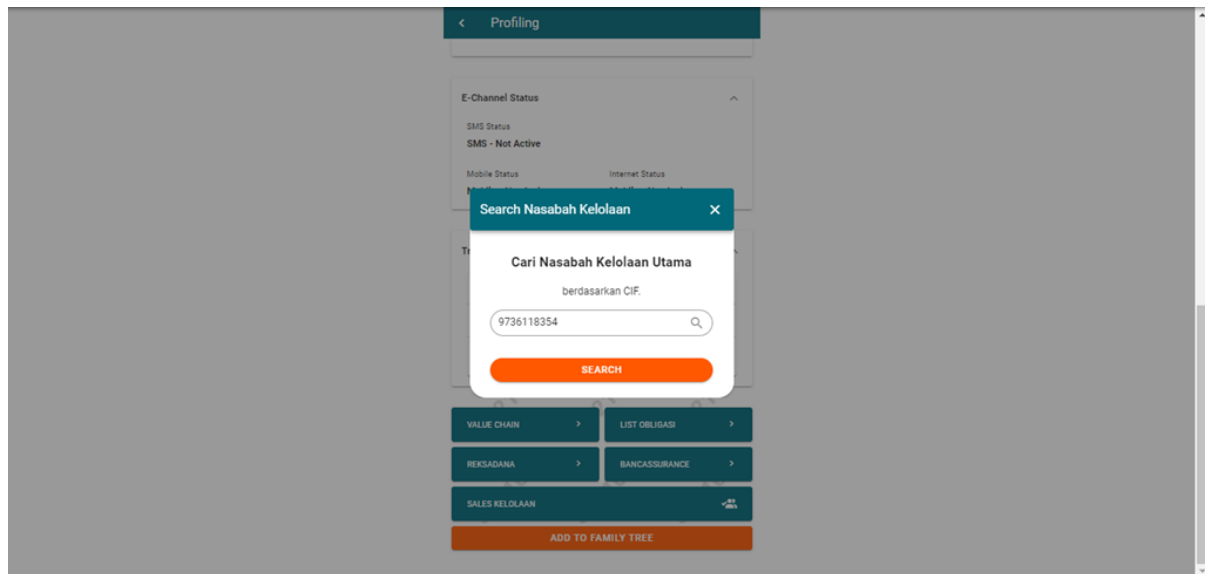 Profiling
E-Channel Status
SMS Status
SMS - Not Active
Mobile Status Internet Status
Search Nasabah Kelolaan
Cari Nasabah Kelolaan Utama
berdasarkan CIF.
9736118354
SEARCH
VALUE CHAIN LIST OBLIGASI
REKSADANA BANCASSURANCE
SALES KELOLAAN
ADD TO FAMILY TREE